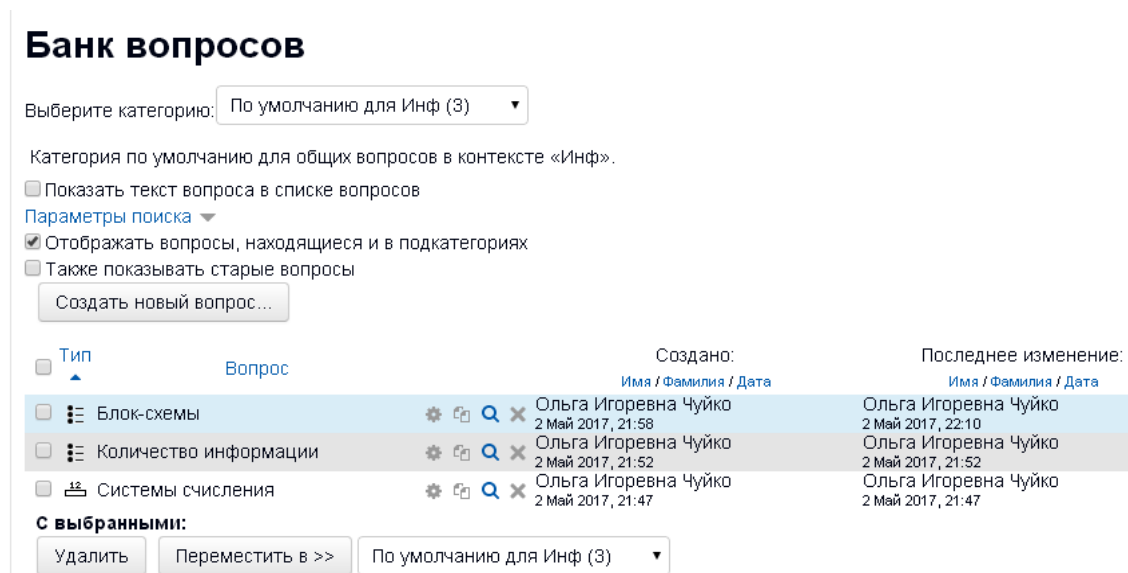 Банк вопросов
Выберите категорию: По умолчанию для Инф (3)
Категория по умолчанию для общих вопросов в контексте «Инф».
Показать текст вопроса в списке вопросов
Параметры поиска
Отображать вопросы, находящиеся и в подкатегориях
Также показывать старые вопросы
Создать новый вопрос...
Тип Вопрос Создано: Последнее изменение:
Имя / Фамилия / Дата Имя / Фамилия / Дата
Блок-схемы Ольга Игоревна Чуйко Ольга Игоревна Чуйко
2 Май 2017, 21:58 2 Май 2017, 22:10
Количество информации Ольга Игоревна Чуйко Ольга Игоревна Чуйко
2 Май 2017, 21:52 2 Май 2017, 21:52
12 Системы счисления Ольга Игоревна Чуйко Ольга Игоревна Чуйко
2 Май 2017, 21:47 2 Май 2017, 21:47
С выбранными:
Удалить Переместить в >> По умолчанию для Инф (3)